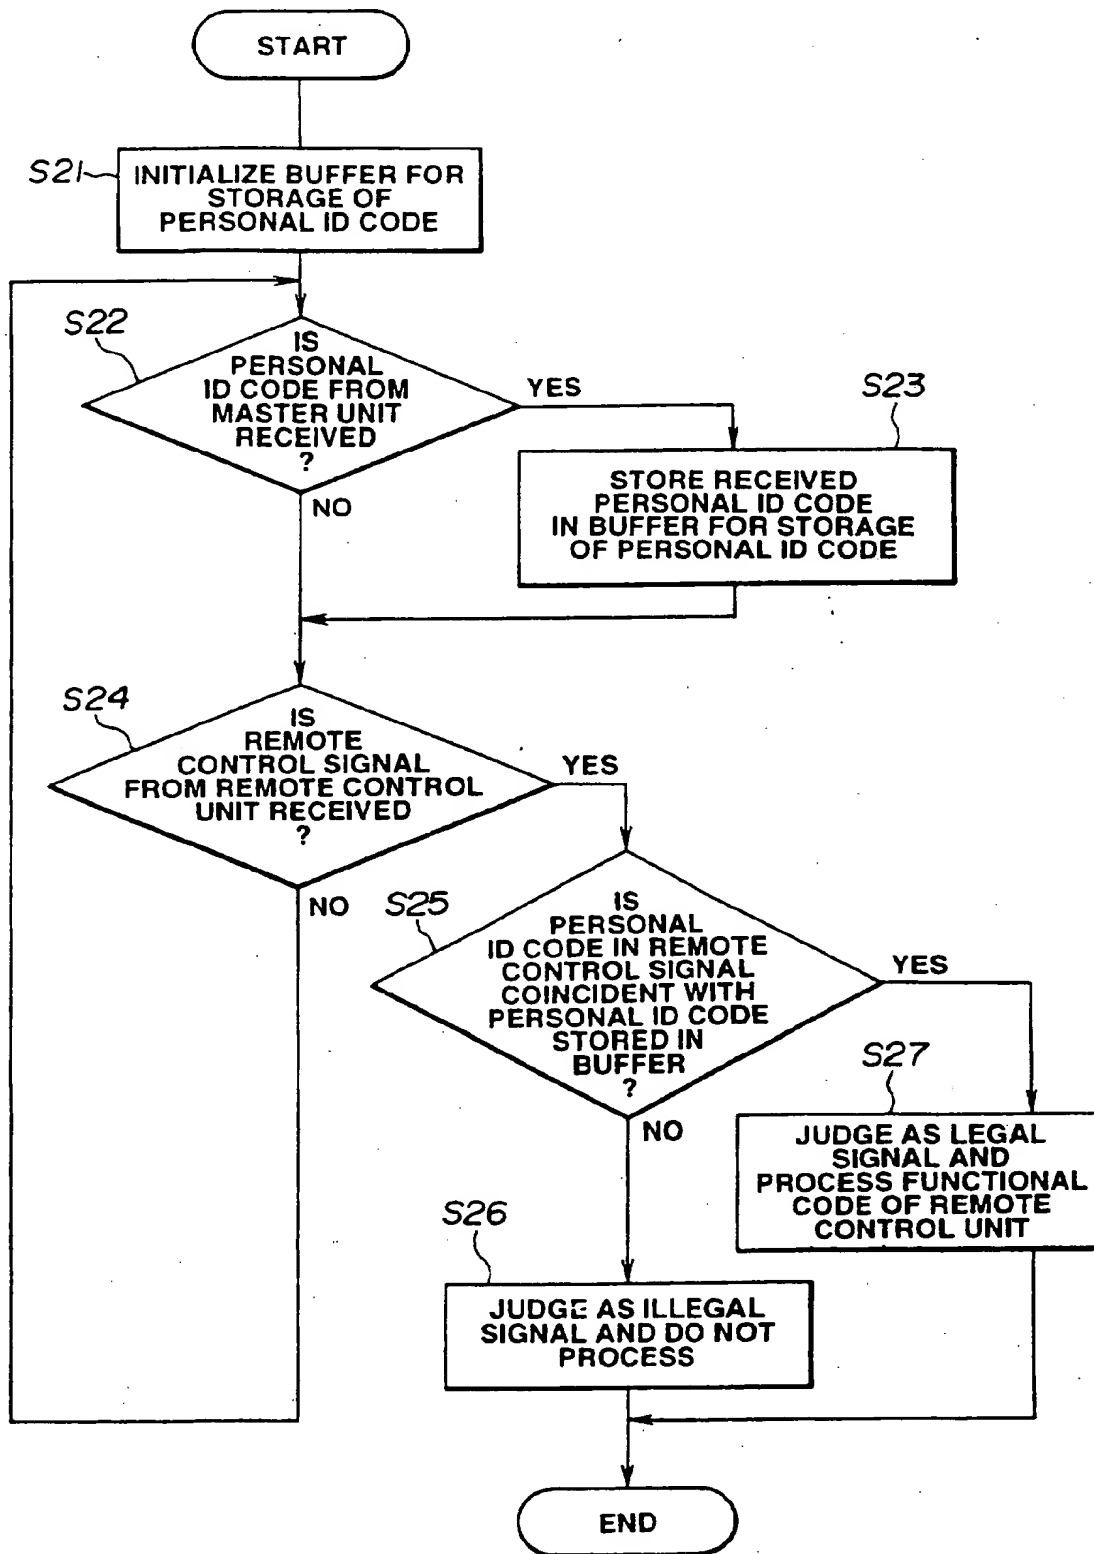 START
S21
INITIALIZE BUFFER FOR
STORAGE OF
PERSONAL ID CODE
S22
IS
PERSONAL
ID CODE FROM
MASTER UNIT
RECEIVED
?
YES
NO
S23
STORE RECEIVED
PERSONAL ID CODE
IN BUFFER FOR STORAGE
OF PERSONAL ID CODE
S24
IS
REMOTE
CONTROL SIGNAL
FROM REMOTE CONTROL
UNIT RECEIVED
?
YES
NO
S25
IS
PERSONAL
ID CODE IN REMOTE
CONTROL SIGNAL
COINCIDENT WITH
PERSONAL ID CODE
STORED IN
BUFFER
?
YES
NO
S27
JUDGE AS LEGAL
SIGNAL AND
PROCESS FUNCTIONAL
CODE OF REMOTE
CONTROL UNIT
S26
JUDGE AS ILLEGAL
SIGNAL AND DO NOT
PROCESS
END